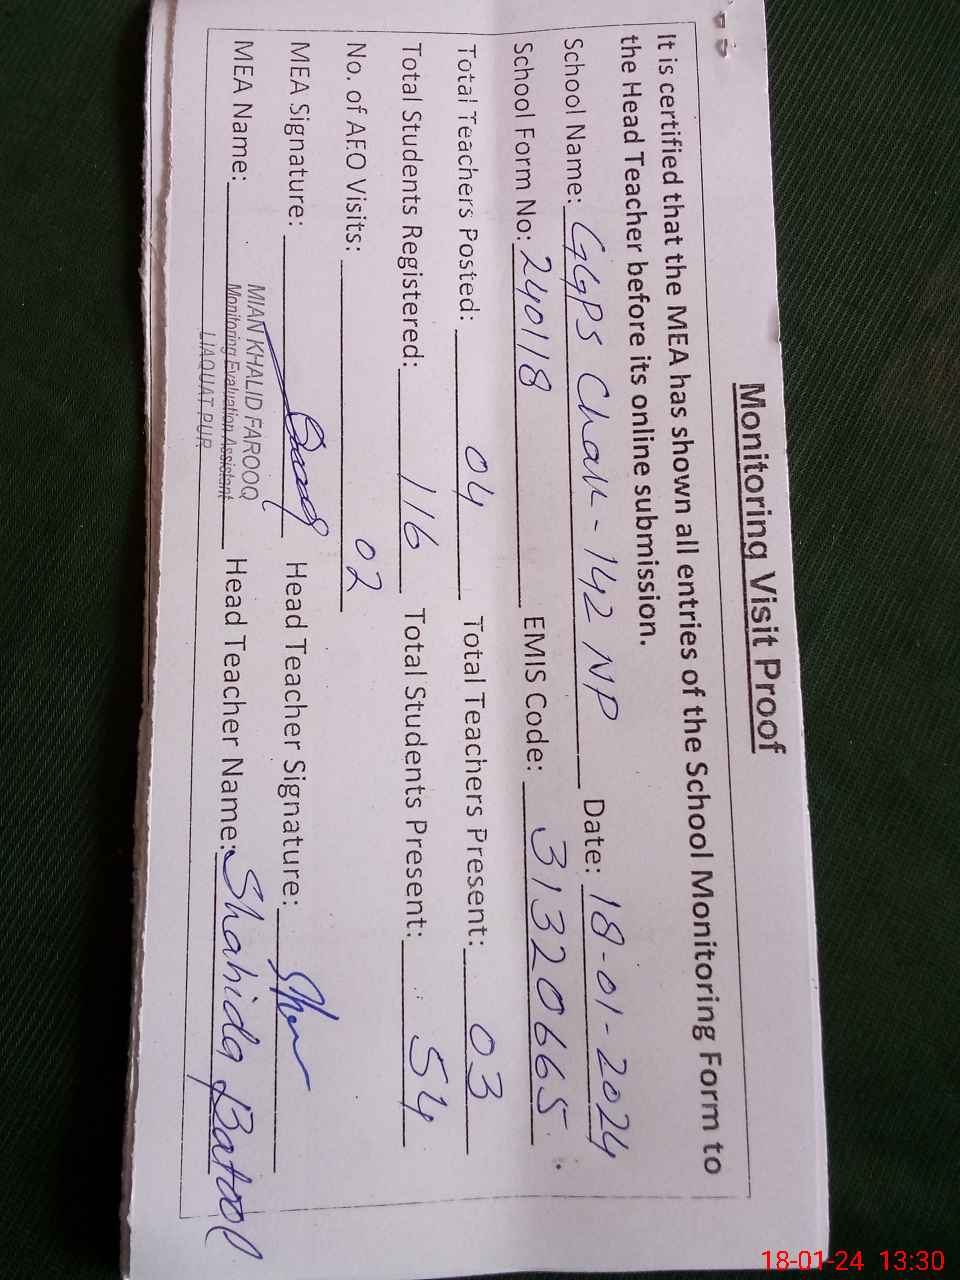 Monitoring Visit Proof
It is certified that the MEA has shown all entries of the School Monitoring Form to
the Head Teacher before its online submission.
School Name: GGPS Chak-142 NP Date: 18-01-2024
School Form No: 240118 EMIS Code: 31320665
Total Teachers Posted: 04 Total Teachers Present: 03
Total Students Registered: 116 Total Students Present: 54
No. of AEO Visits: 02
MEA Signature: Head Teacher Signature:
MEA Name: MIAN KHALID FAROOQ Head Teacher Name: Shahida Batool
Monitoring Evaluation Assistant
LIAQUAT PUR
18-01-24 13:30